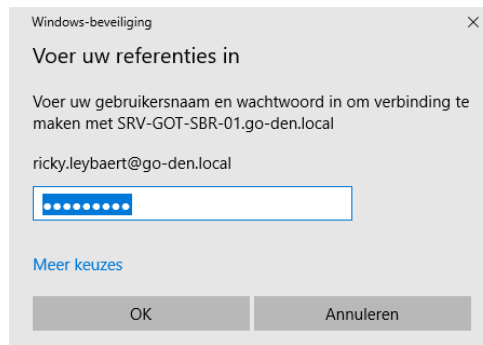 Windows-beveiliging
Voer uw referenties in
Voer uw gebruikersnaam en wachtwoord in om verbinding te
maken met SRV-GOT-SBR-01.go-den.local
ricky.leybaert@go-den.local
●●●●●●●●●
Meer keuzes
OK Annuleren